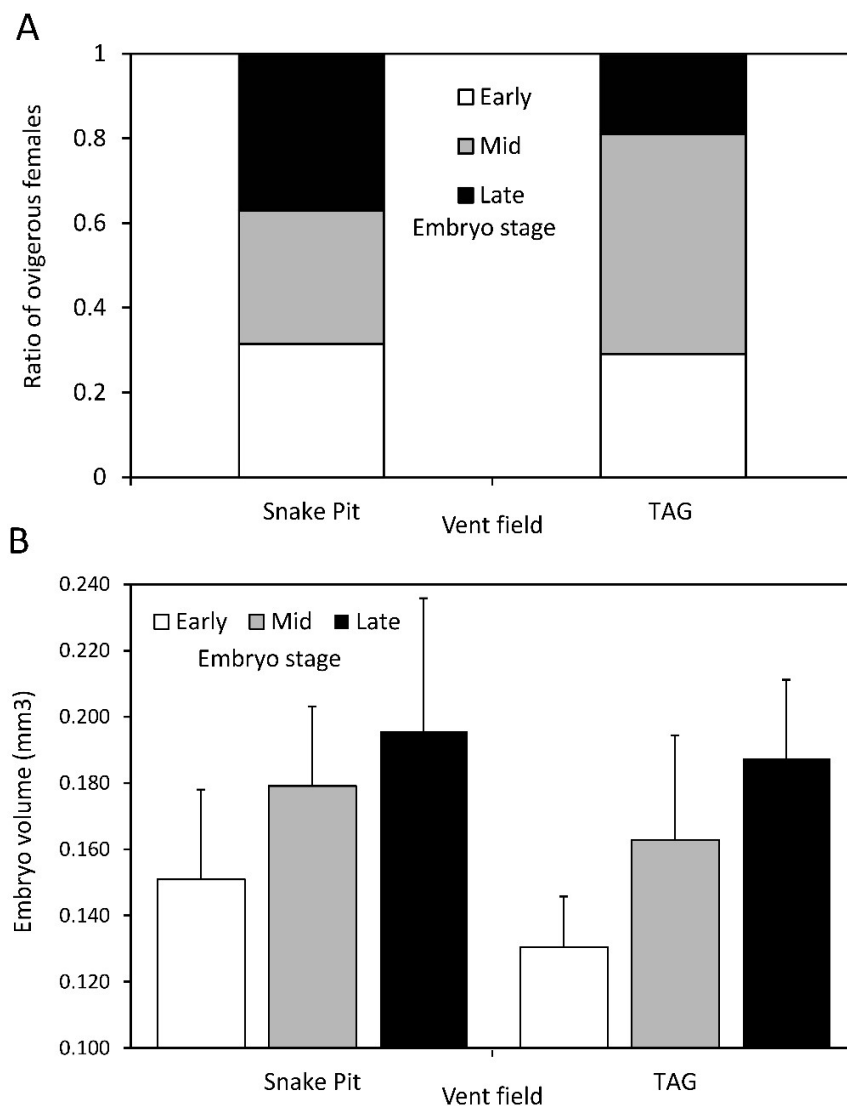 A
Ratio of ovigerous females
1
0.8
0.6
0.4
0.2
0
Early
Mid
Late
Embryo stage
Snake Pit
TAG
Vent field
B
Embryo volume (mm3)
0.240
0.220
0.200
0.180
0.160
0.140
0.120
0.100
Early Mid Late
Embryo stage
Snake Pit
TAG
Vent field